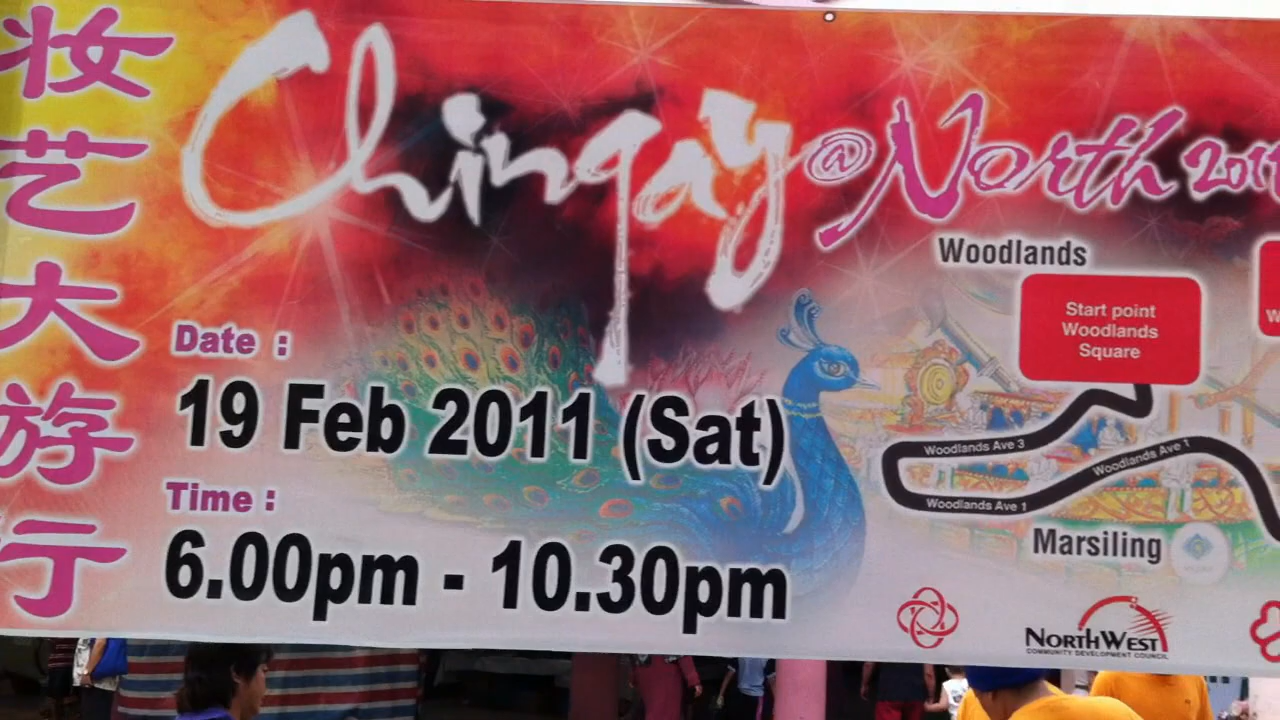 妆艺大游行
Chingay @ North 2011
Date :
19 Feb 2011 (Sat)
Time :
6.00pm - 10.30pm
Woodlands
Start point
Woodlands
Square
Woodlands Ave 3
Woodlands Ave 1
Woodlands Ave 1
Marsiling
NORTHWEST
COMMUNITY DEVELOPMENT COUNCIL